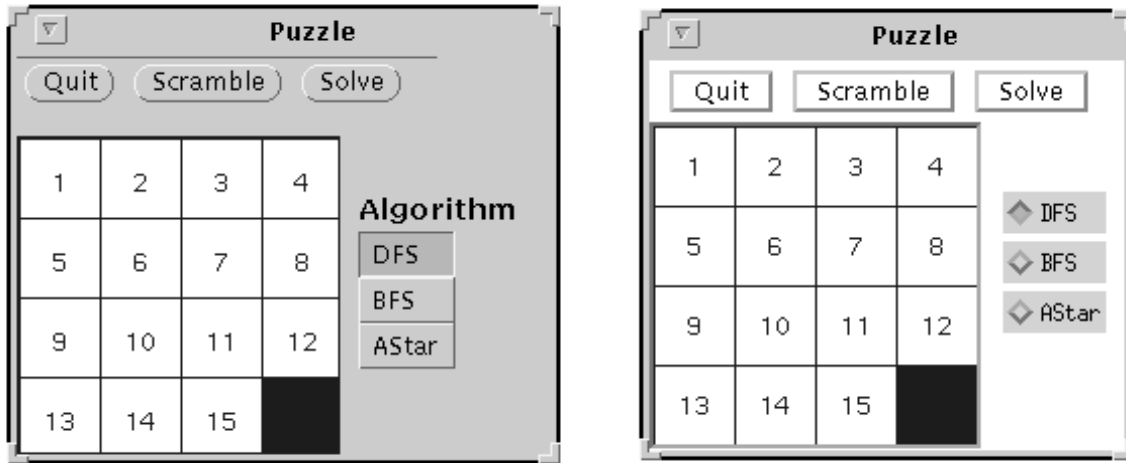 Puzzle
Quit Scramble Solve
1 2 3 4
5 6 7 8
9 10 11 12
13 14 15
Algorithm
DFS
BFS
AStar
Puzzle
Quit Scramble Solve
1 2 3 4
5 6 7 8
9 10 11 12
13 14 15
DFS
BFS
AStar